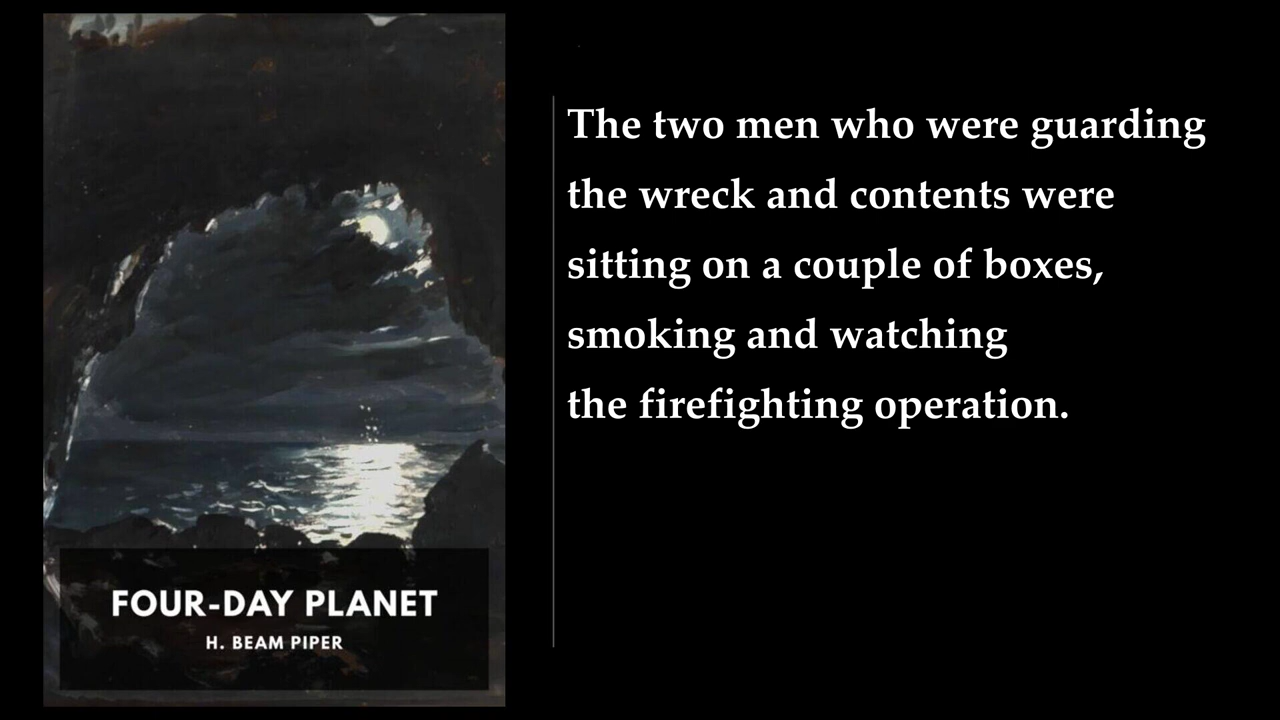 The two men who were guarding
the wreck and contents were
sitting on a couple of boxes,
smoking and watching
the firefighting operation.
FOUR-DAY PLANET
H. BEAM PIPER